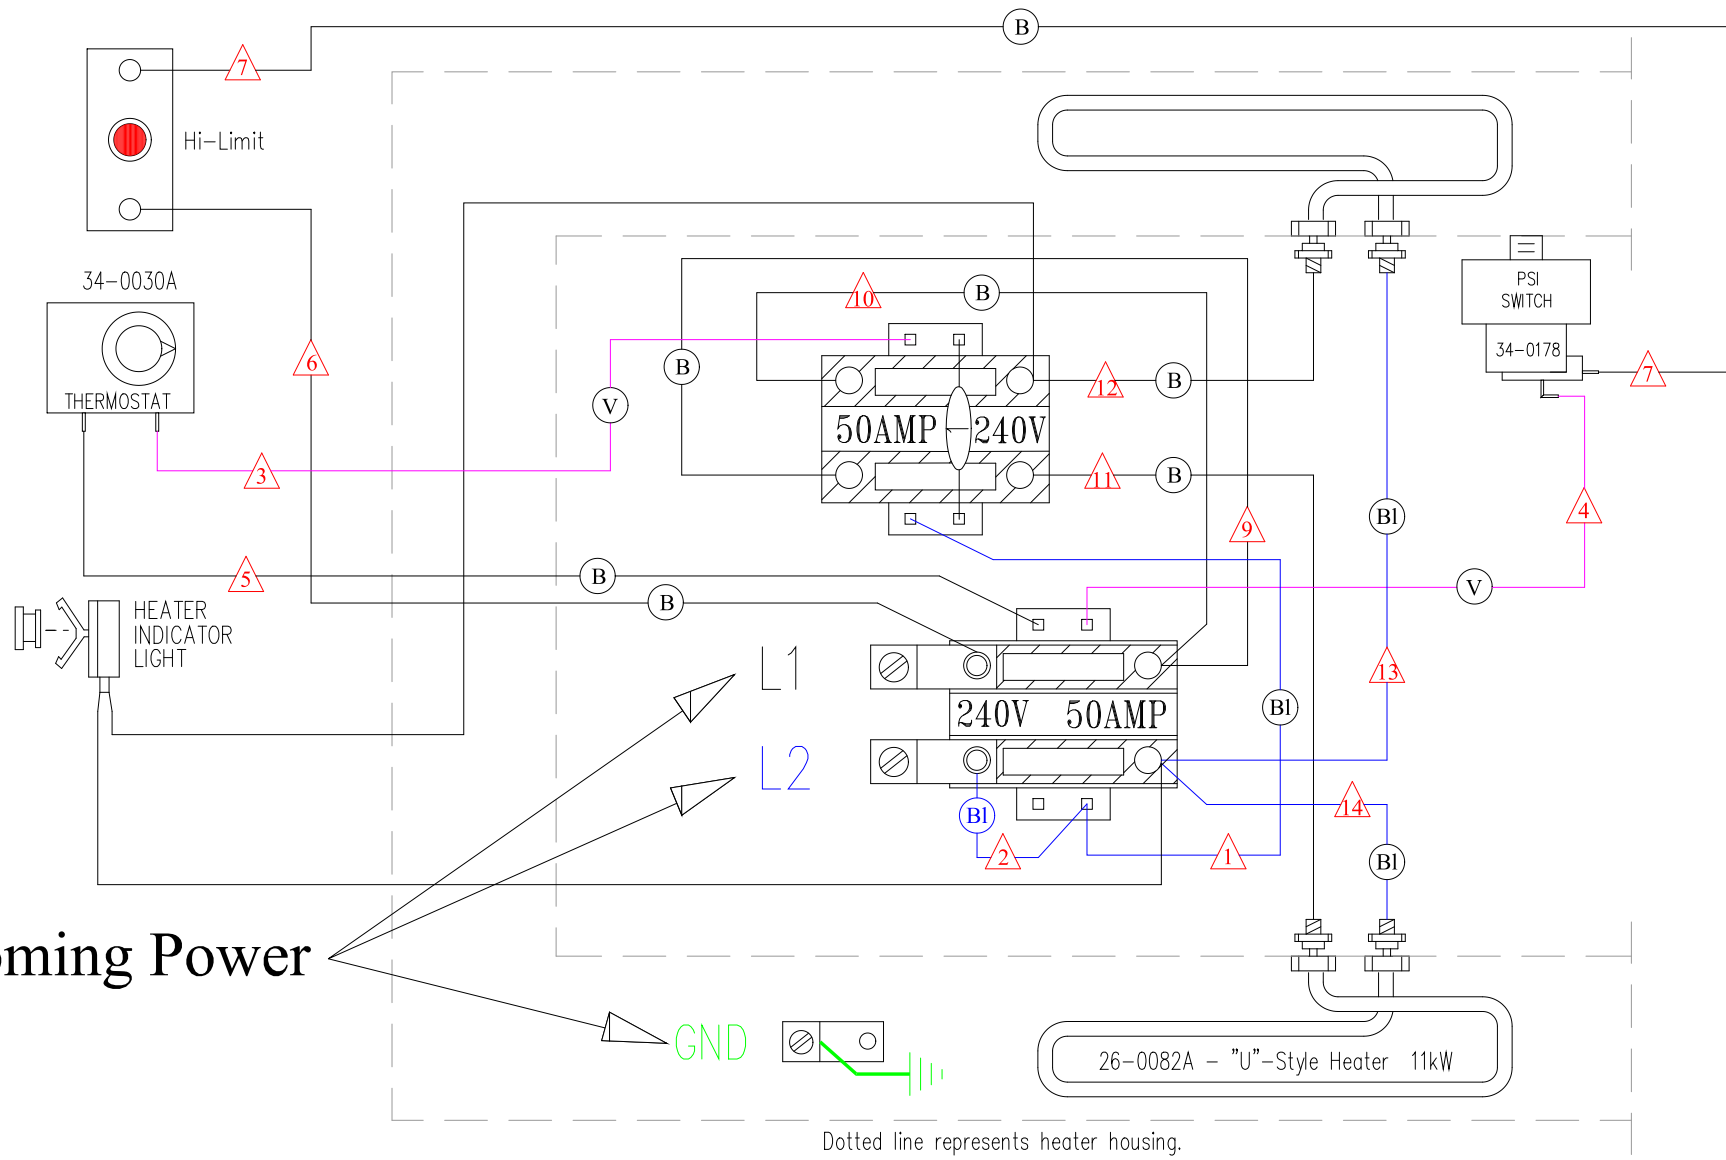 B
7
Hi-Limit
34-0030A
THERMOSTAT
6
10
B
B
V
3
50AMP
240V
12
B
11
B
PSI
SWITCH
34-0178
7
4
Bl
9
V
5
B
B
HEATER
INDICATOR
LIGHT
L1
L2
240V 50AMP
Bl
13
Bl
2
1
14
Bl
oming Power
GND
26-0082A - "U"-Style Heater 11kW
Dotted line represents heater housing.